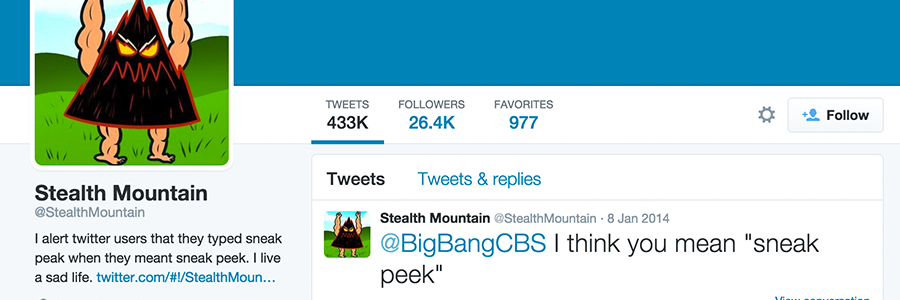 TWEETS
433K
FOLLOWERS
26.4K
FAVORITES
977
Follow
Stealth Mountain
@StealthMountain
I alert twitter users that they typed sneak
peak when they meant sneak peek. I live
a sad life. twitter.com/#!/StealthMoun...
Tweets Tweets & replies
Stealth Mountain @StealthMountain · 8 Jan 2014
@BigBangCBS I think you mean "sneak
peek"
View conversation